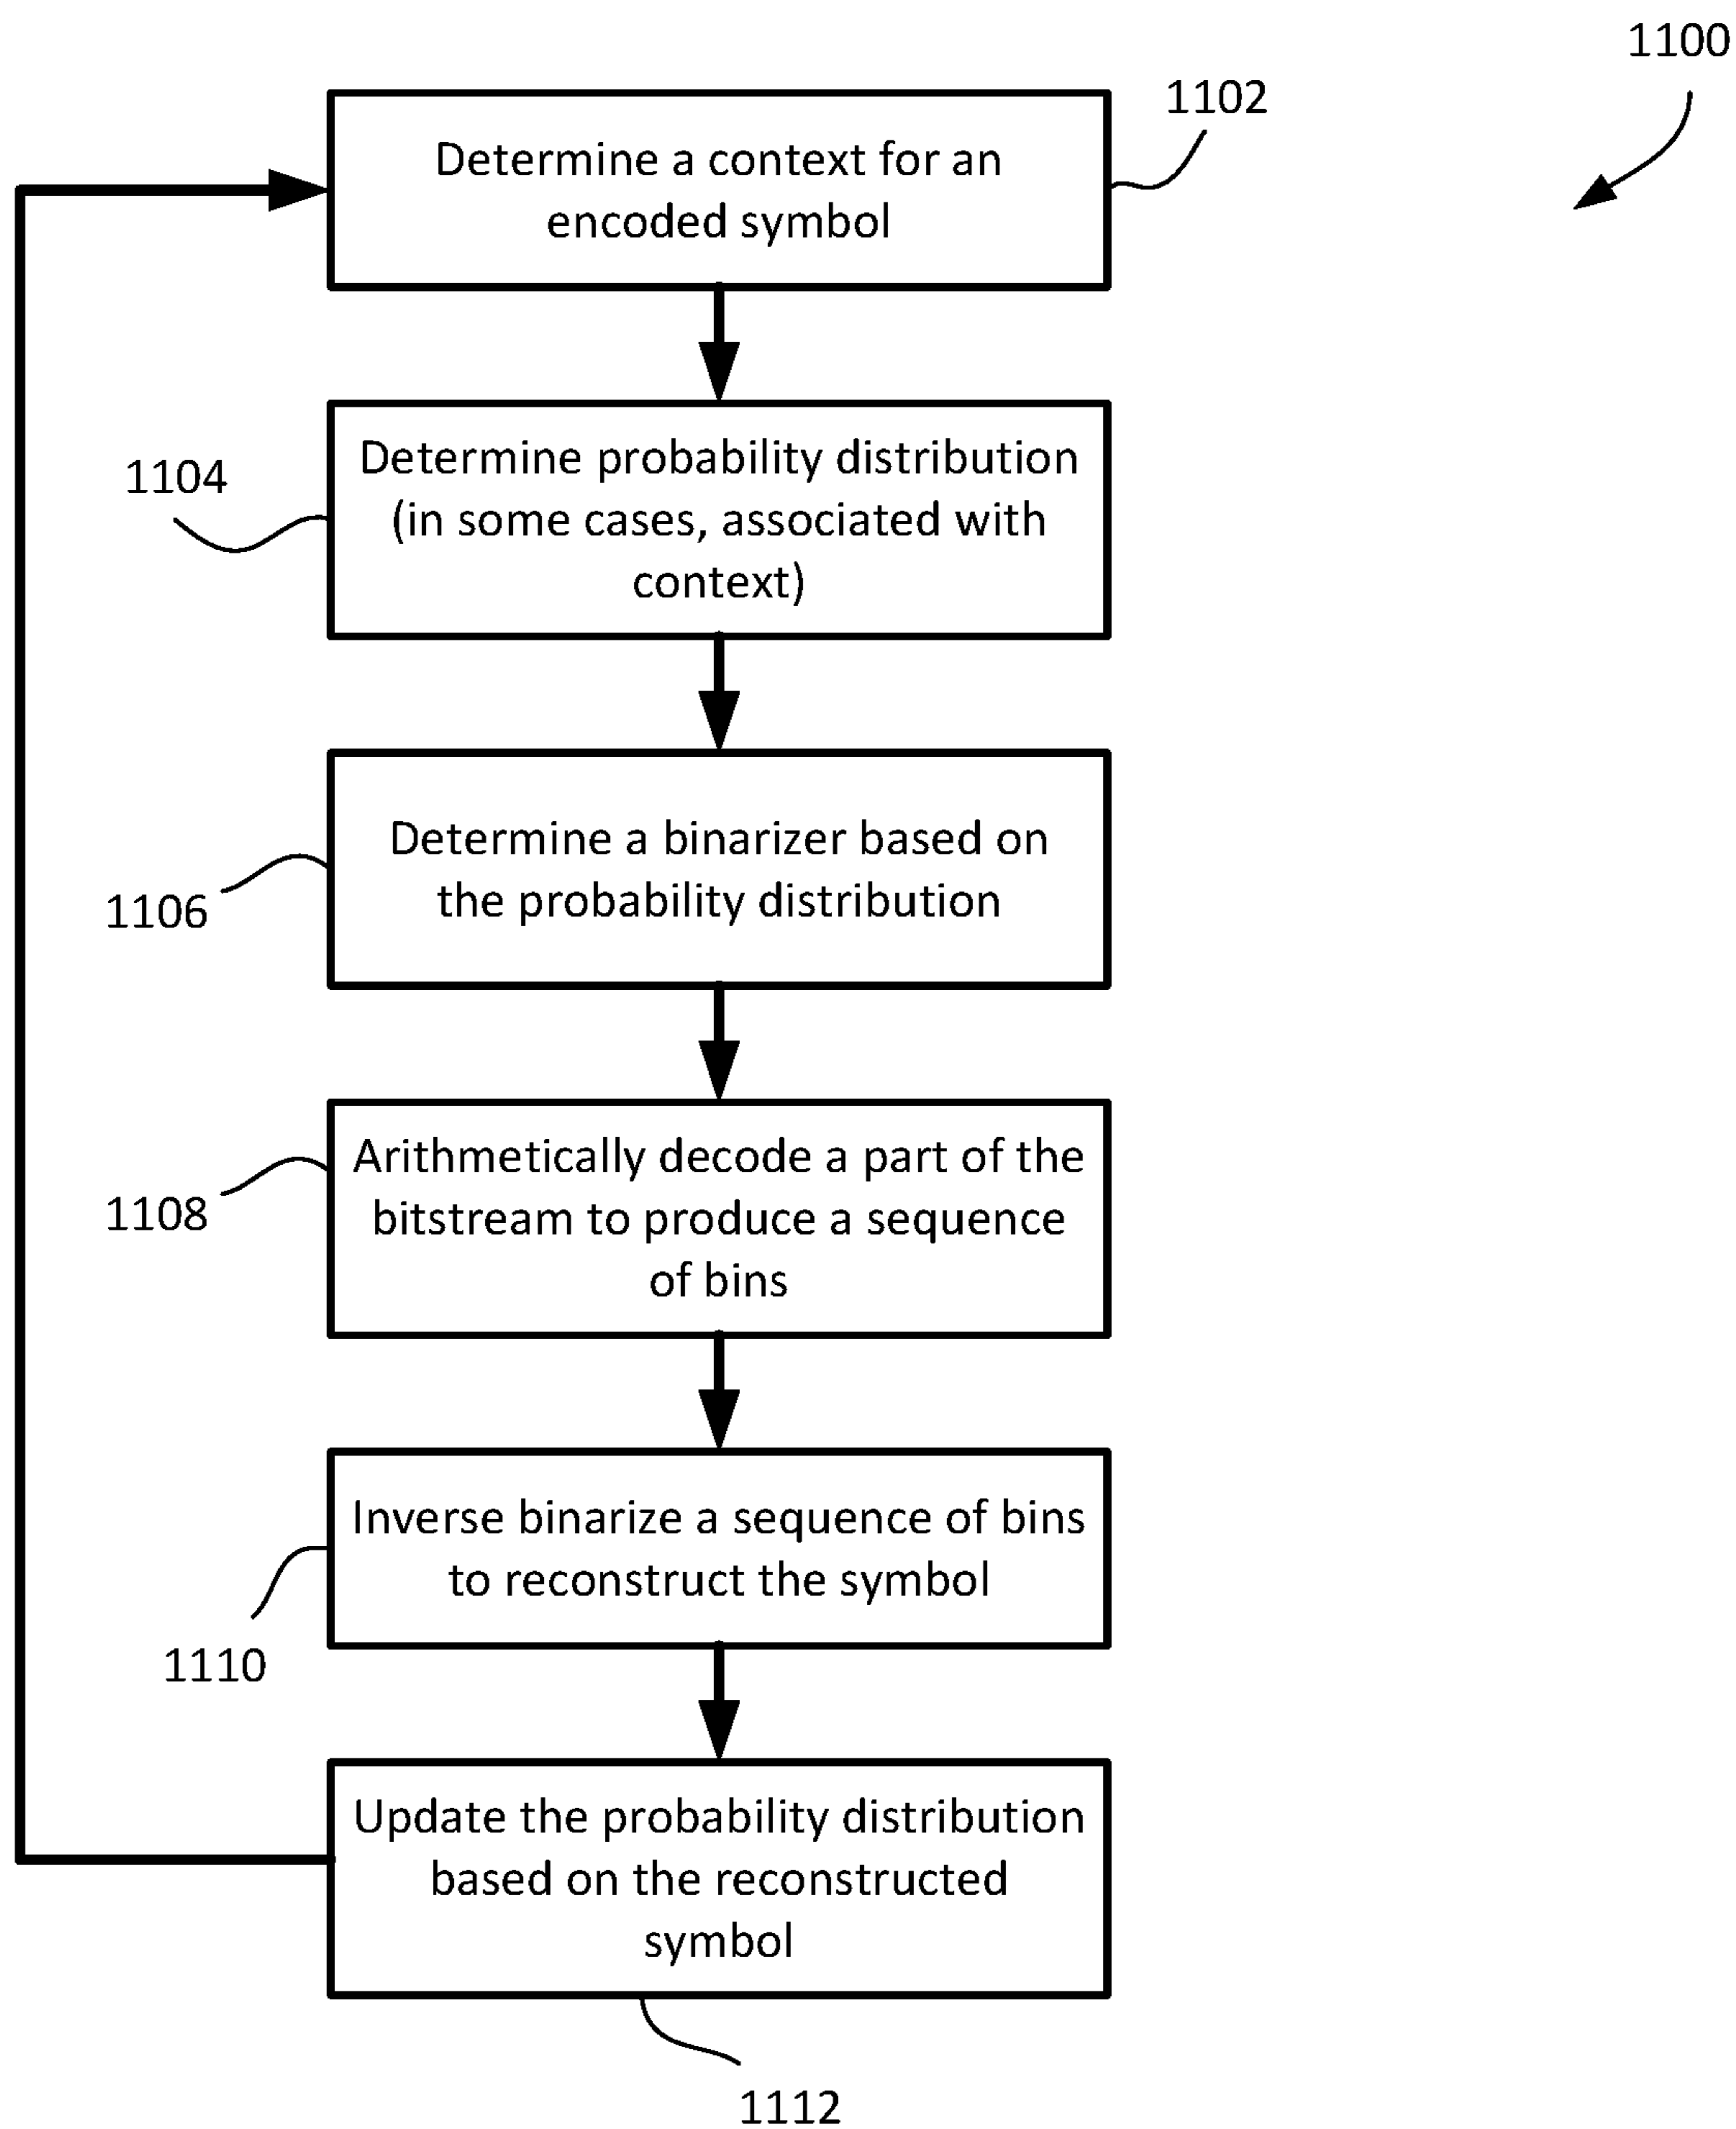 1100
1102
Determine a context for an
encoded symbol
1104
Determine probability distribution
(in some cases, associated with
context)
1106
Determine a binarizer based on
the probability distribution
1108
Arithmetically decode a part of the
bitstream to produce a sequence
of bins
1110
Inverse binarize a sequence of bins
to reconstruct the symbol
Update the probability distribution
based on the reconstructed
symbol
1112